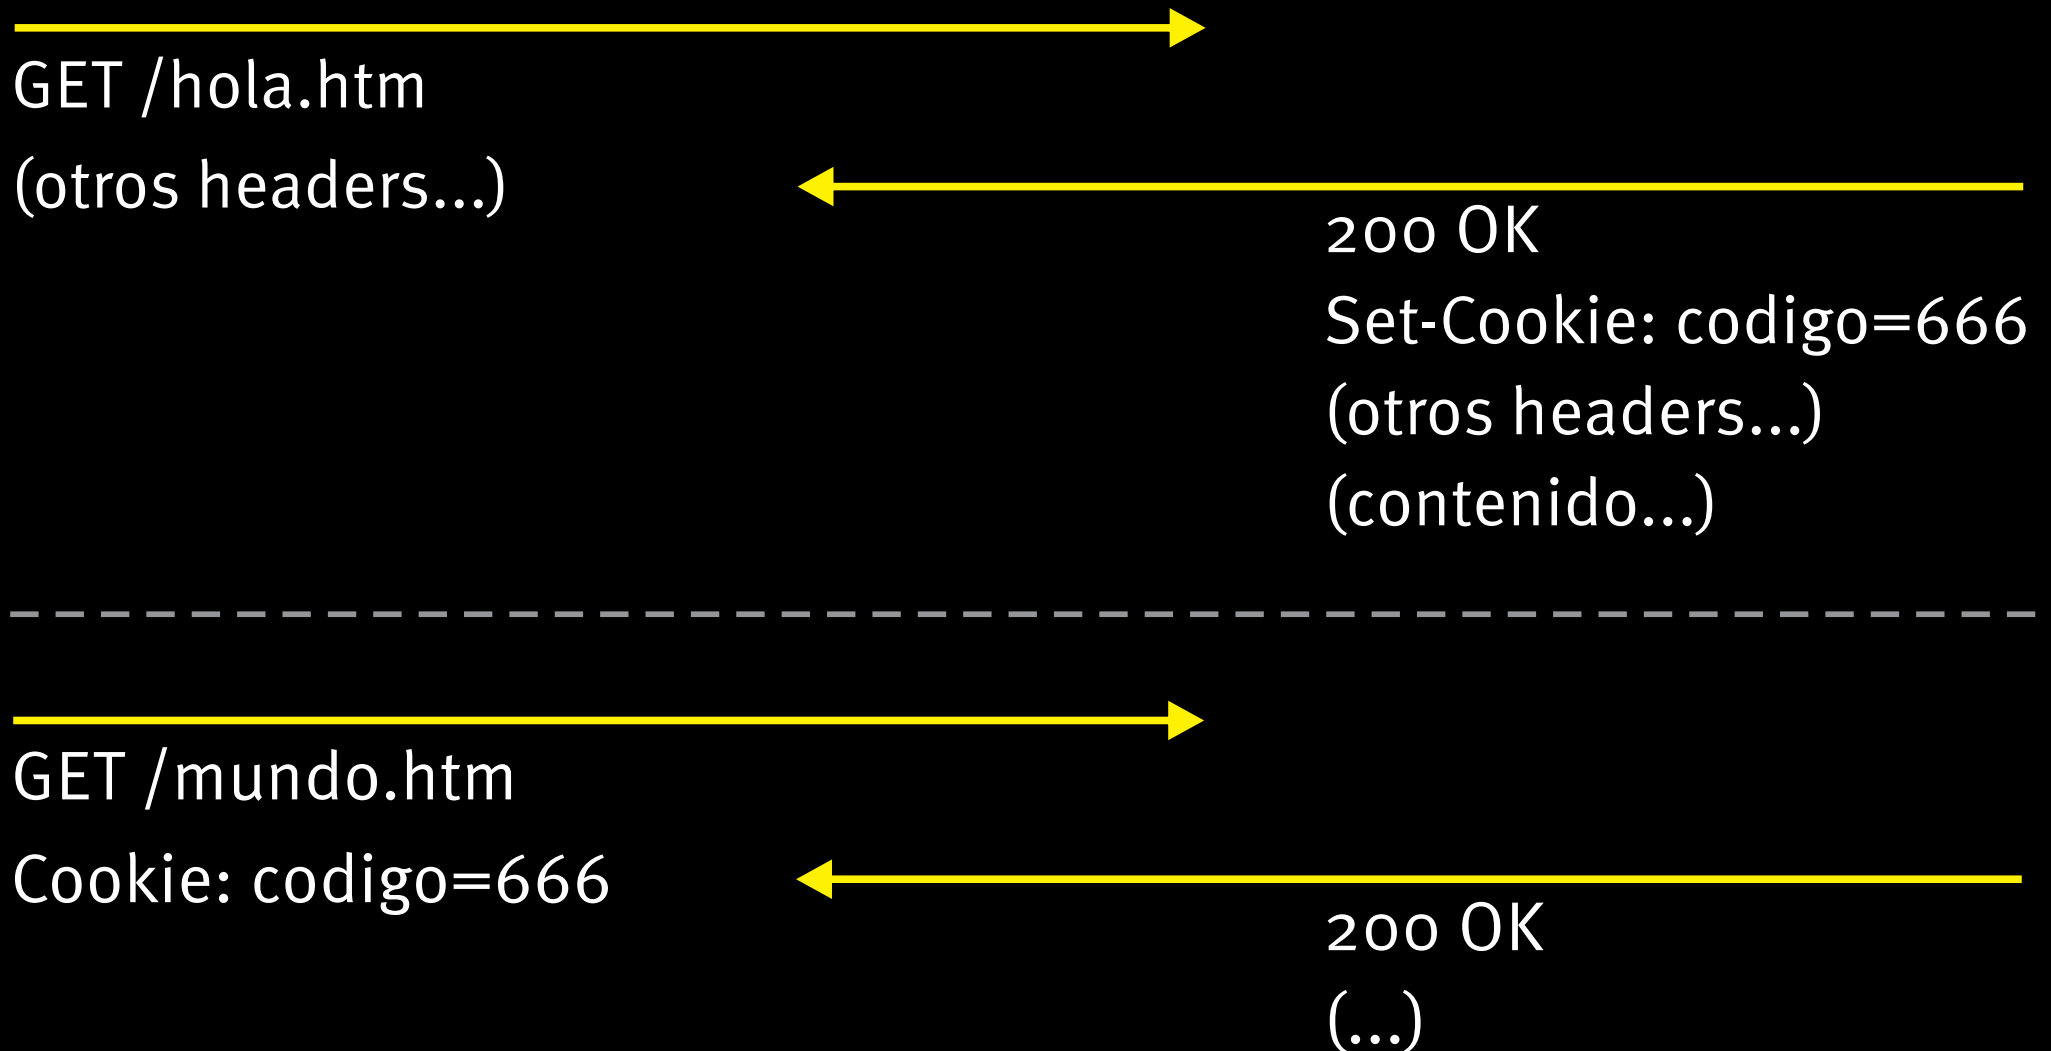 GET /hola.htm
(otros headers...)
200 OK
Set-Cookie: codigo=666
(otros headers...)
(contenido...)
GET /mundo.htm
Cookie: codigo=666
200 OK
(...)